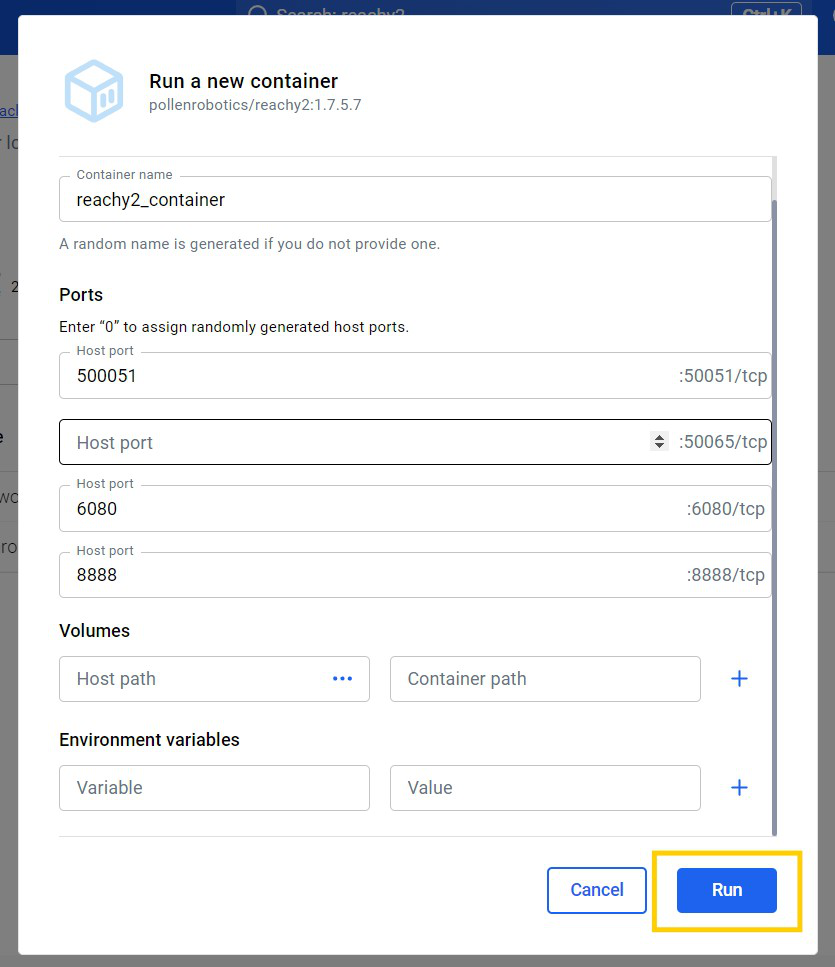 Search: reachy2 Ctrl+K
Run a new container
pollenrobotics/reachy2:1.7.5.7
Container name
reachy2_container
A random name is generated if you do not provide one.
Ports
Enter “0” to assign randomly generated host ports.
Host port
500051 :50051/tcp
Host port :50065/tcp
Host port
6080 :6080/tcp
Host port
8888 :8888/tcp
Volumes
Host path Container path
Environment variables
Variable Value
Cancel Run